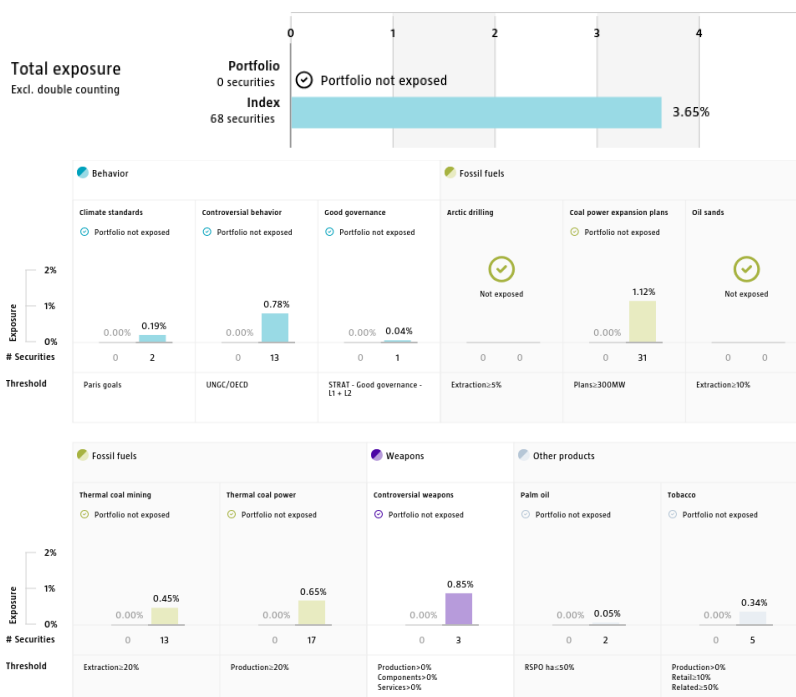 0 1 2 3 4
Total exposure
Excl. double counting
Portfolio
0 securities
Portfolio not exposed
Index
68 securities
3.65%
Behavior
Fossil fuels
Climate standards
Controversial behavior
Good governance
Arctic drilling
Coal power expansion plans
Oil sands
Portfolio not exposed
Portfolio not exposed
Portfolio not exposed
Not exposed
Portfolio not exposed
Not exposed
Exposure
2%
1%
0%
0.00% 0.19%
0.00% 0.78%
0.00% 0.04%
0.00% 1.12%
# Securities
0 2
0 13
0 1
0 0
0 31
0 0
Threshold
Paris goals
UNGC/OECD
STRAT - Good governance -
L1 + L2
Extraction≥5%
Plans≥300MW
Extraction≥10%
Fossil fuels
Weapons
Other products
Thermal coal mining
Thermal coal power
Controversial weapons
Palm oil
Tobacco
Portfolio not exposed
Portfolio not exposed
Portfolio not exposed
Portfolio not exposed
Portfolio not exposed
Exposure
2%
1%
0%
0.00% 0.45%
0.00% 0.65%
0.00% 0.85%
0.00% 0.05%
0.00% 0.34%
# Securities
0 13
0 17
0 3
0 2
0 5
Threshold
Extraction≥20%
Production≥20%
Production>0%
Components>0%
Services>0%
RSPO ha≤50%
Production>0%
Retail≥10%
Related≥50%